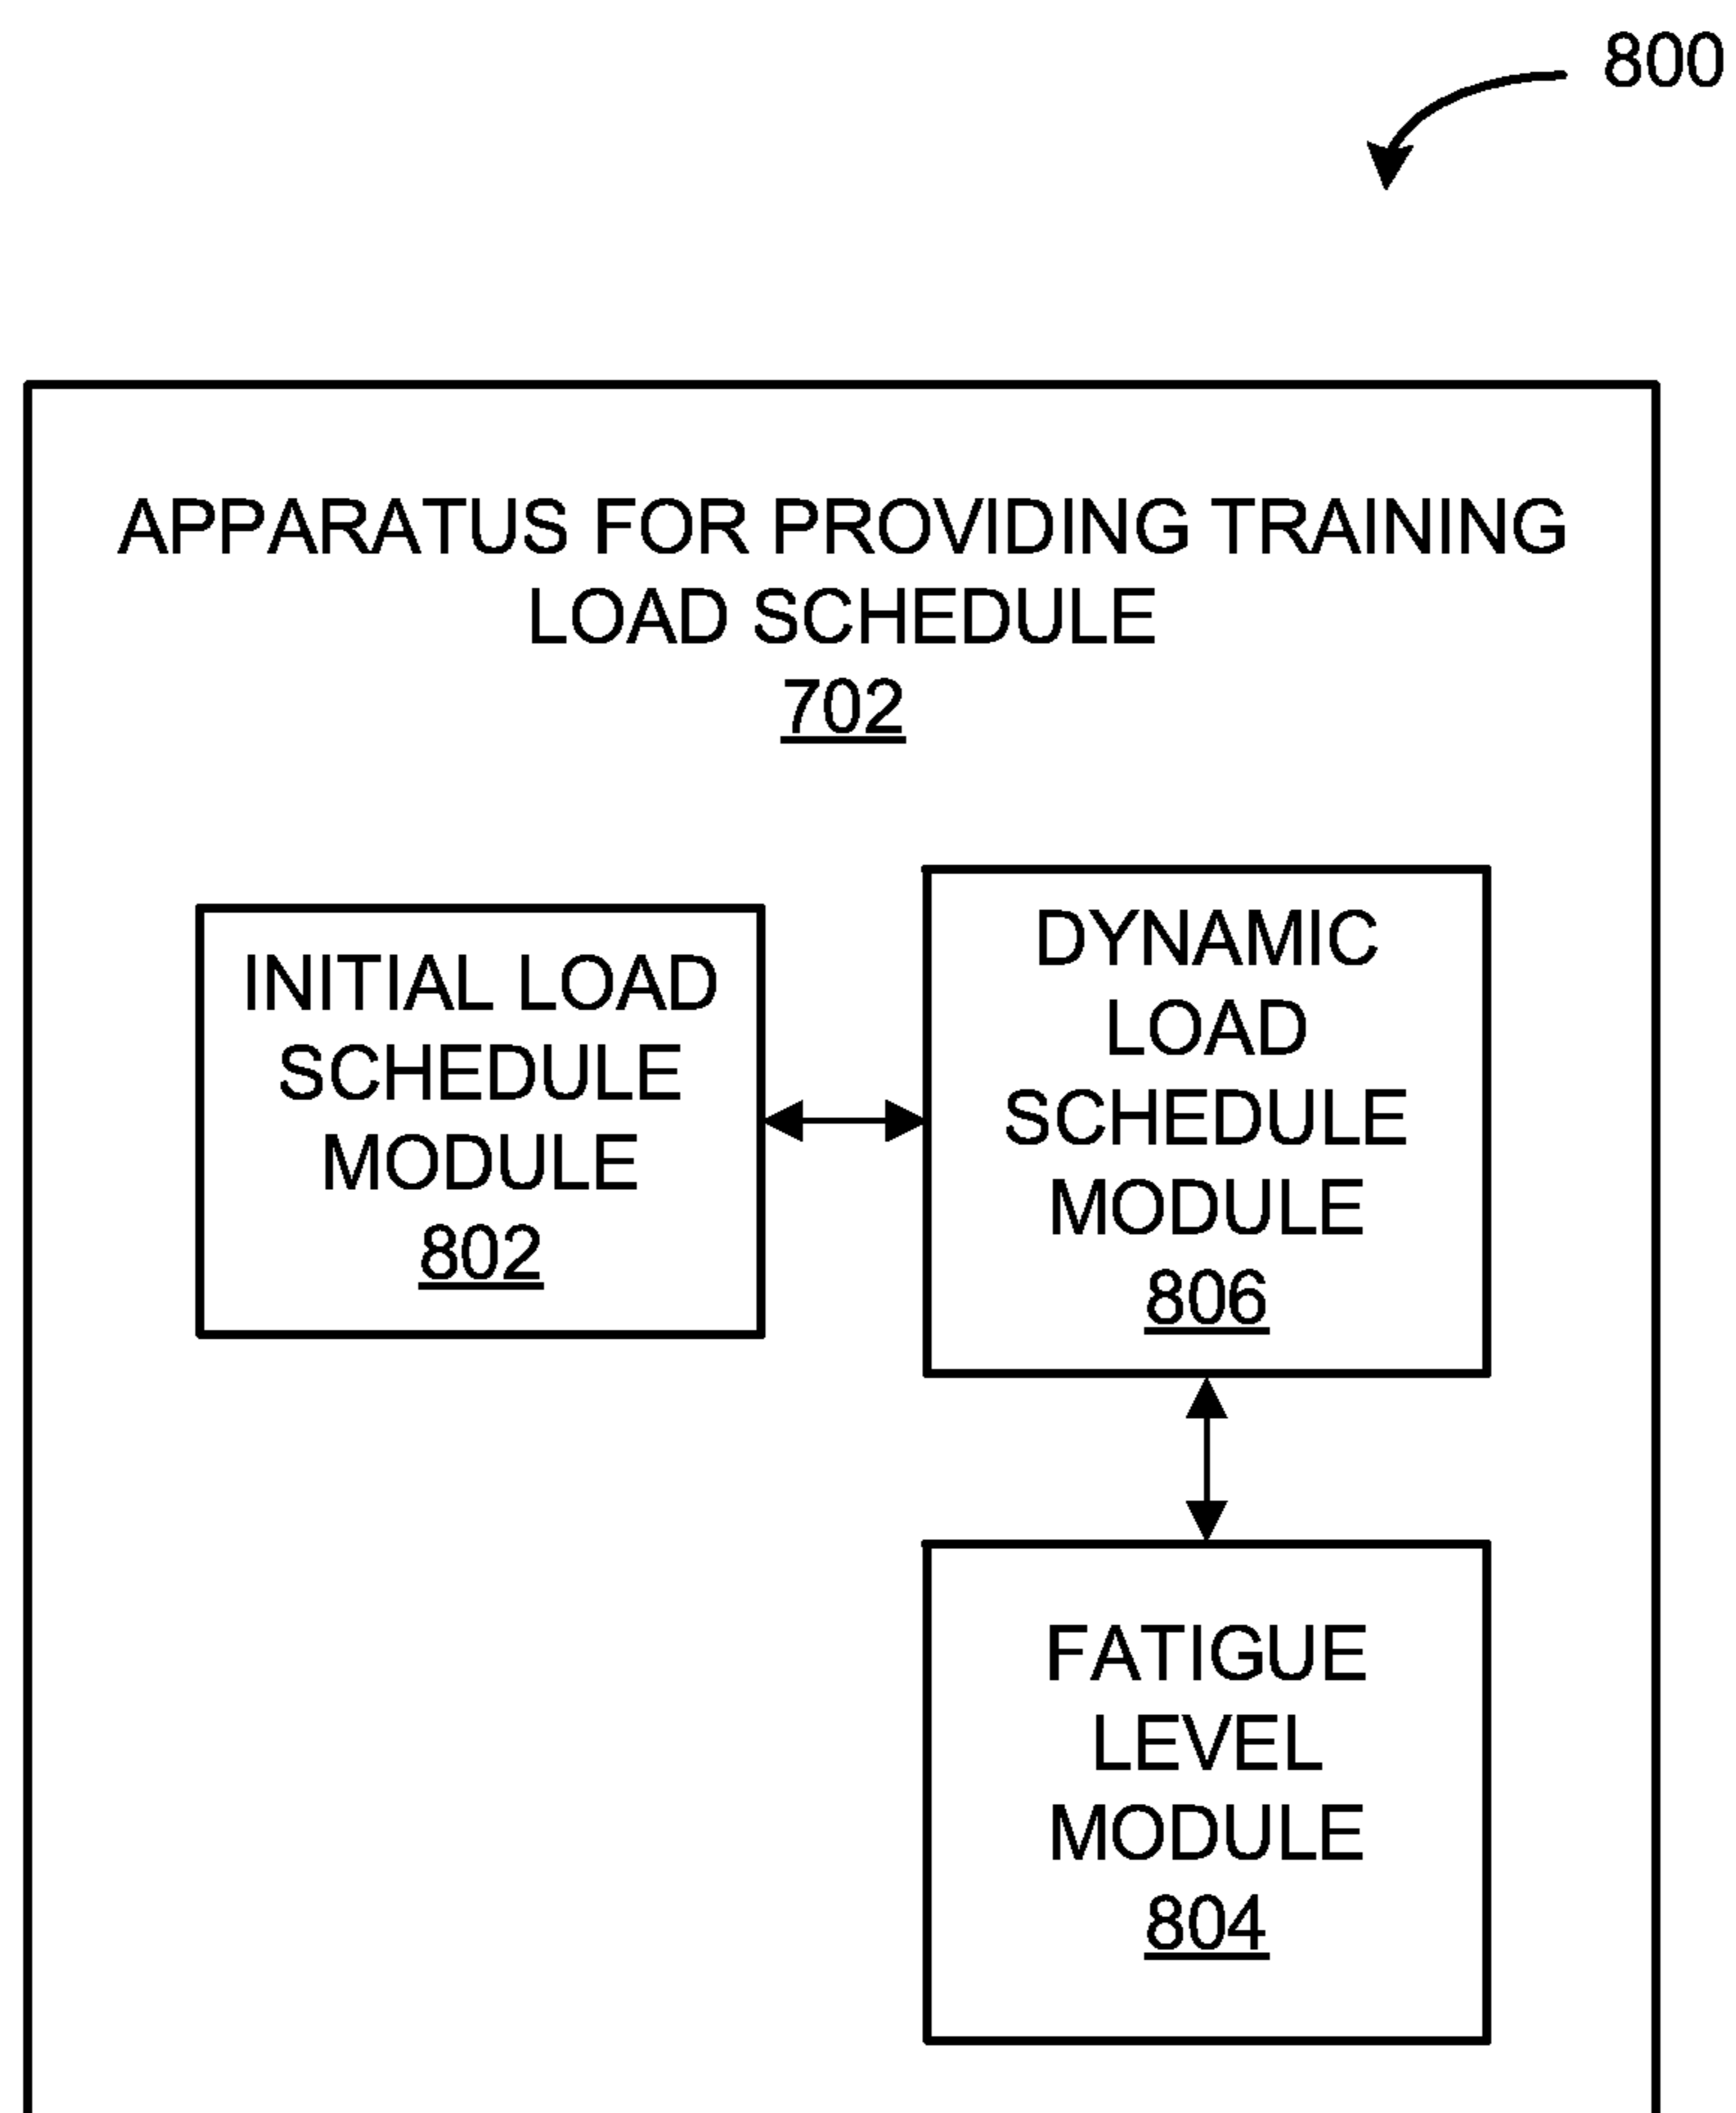 800
APPARATUS FOR PROVIDING TRAINING
LOAD SCHEDULE
702
INITIAL LOAD
SCHEDULE
MODULE
802
DYNAMIC
LOAD
SCHEDULE
MODULE
806
FATIGUE
LEVEL
MODULE
804